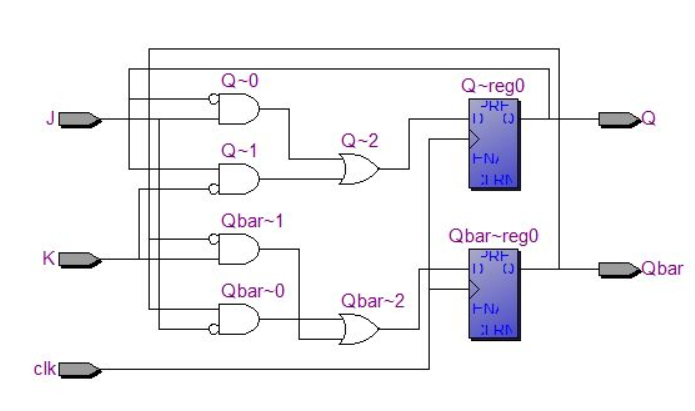 Q~0
Q~reg0
PRE
J
D
Q
Q
Q~2
Q~1
ENA
CLRN
Qbar~1
Qbar~reg0
PRE
K
D
Q
Qbar
Qbar~0
Qbar~2
ENA
CLRN
clk